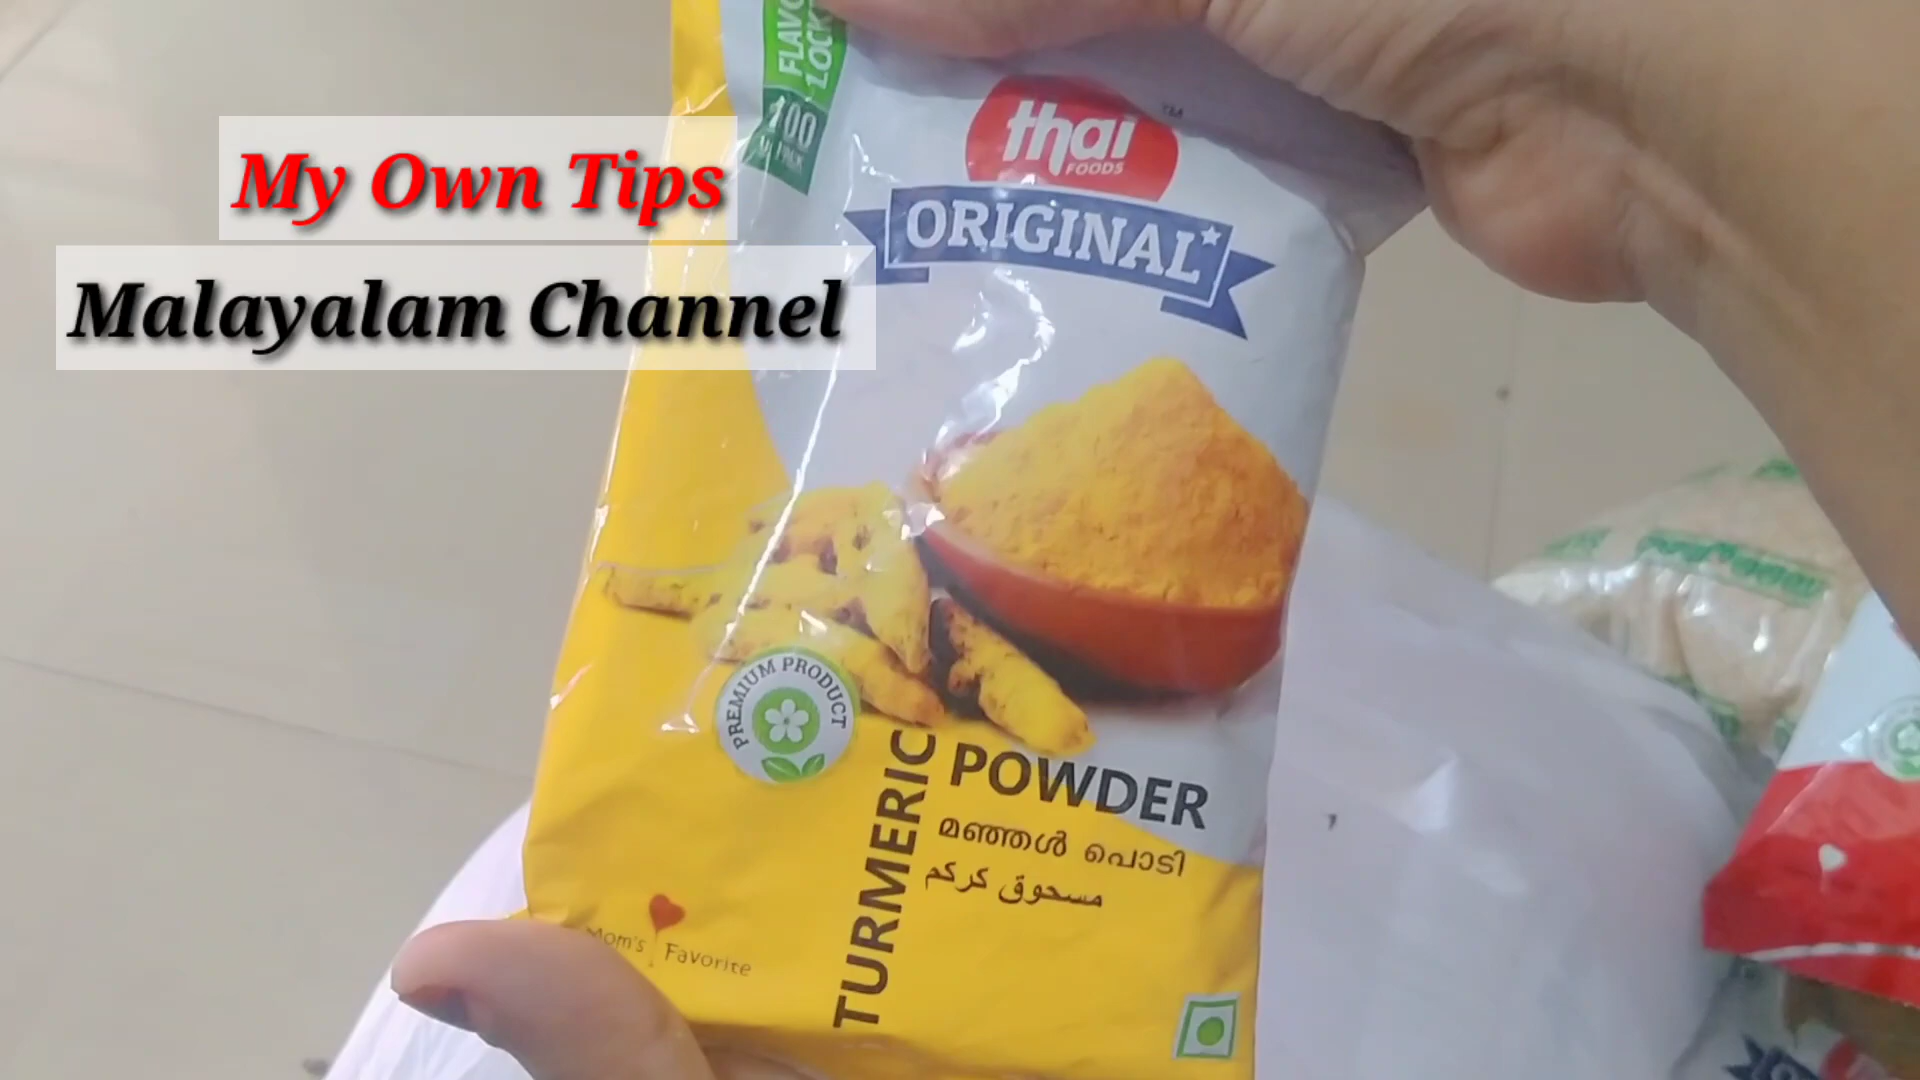 My Own Tips
Malayalam Channel
LOCK
100
thai
FOODS
TM
ORIGINAL
PREMIUM PRODUCT
TURMERIC
POWDER
മഞ്ഞൾ പൊടി
مسحوق كركم
Mom's Favorite